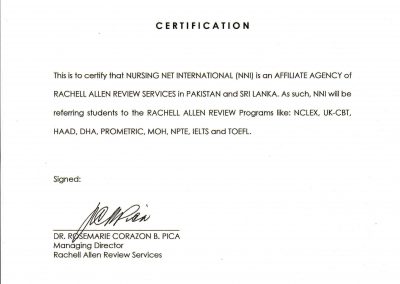 CERTIFICATION
This is to certify that NURSING NET INTERNATIONAL (NNI) is an AFFILIATE AGENCY of
RACHELL ALLEN REVIEW SERVICES in PAKISTAN and SRI LANKA. As such, NNI will be
referring students to the RACHELL ALLEN REVIEW Programs like: NCLEX, UK-CBT,
HAAD, DHA, PROMETRIC, MOH, NPTE, IELTS and TOEFL.
Signed:
DR. ROSEMARIE CORAZON B. PICA
Managing Director
Rachell Allen Review Services